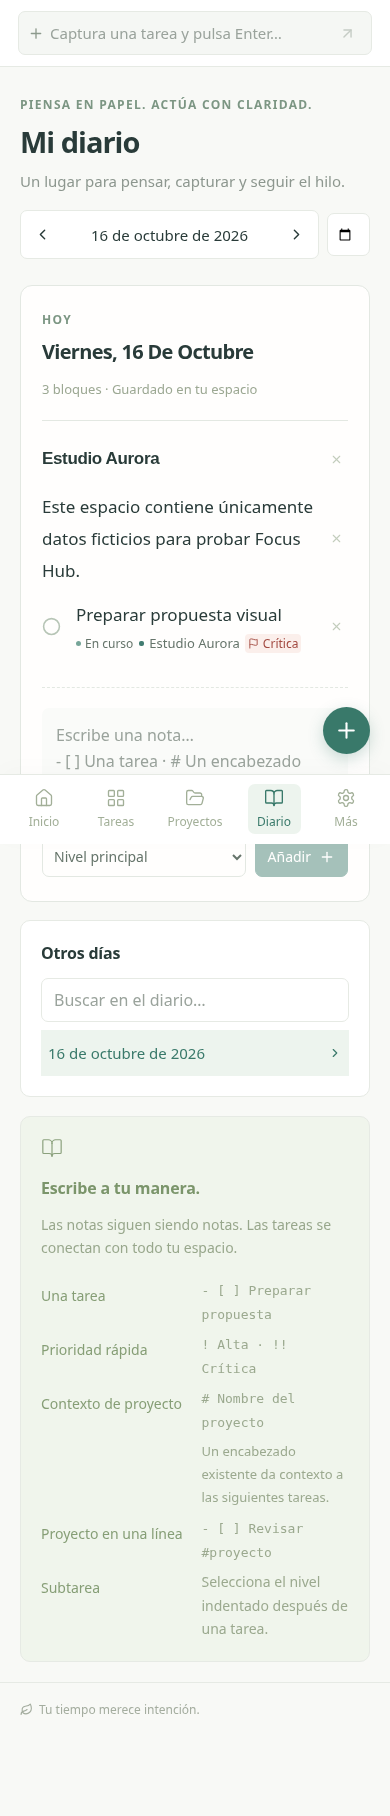 Captura una tarea y pulsa Enter...
PIENSA EN PAPEL. ACTÚA CON CLARIDAD.
Mi diario
Un lugar para pensar, capturar y seguir el hilo.
16 de octubre de 2026
HOY
Viernes, 16 De Octubre
3 bloques · Guardado en tu espacio
Estudio Aurora
Este espacio contiene únicamente
datos ficticios para probar Focus
Hub.
Preparar propuesta visual
En curso • Estudio Aurora Crítica
Escribe una nota...
- [ ] Una tarea · # Un encabezado
Inicio Tareas Proyectos Diario Más
Nivel principal Añadir
Otros días
Buscar en el diario...
16 de octubre de 2026
Escribe a tu manera.
Las notas siguen siendo notas. Las tareas se
conectan con todo tu espacio.
Una tarea - [ ] Preparar
propuesta
Prioridad rápida ! Alta · !!
Crítica
Contexto de proyecto # Nombre del
proyecto
Un encabezado
existente da contexto a
las siguientes tareas.
Proyecto en una línea - [ ] Revisar
#proyecto
Subtarea Selecciona el nivel
indentado después de
una tarea.
Tu tiempo merece intención.